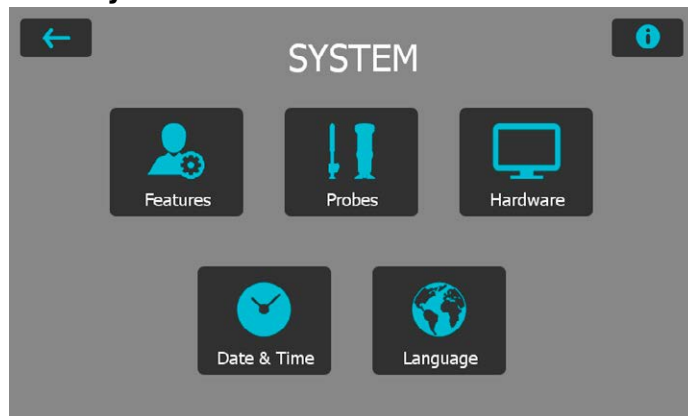 SYSTEM
Features
Probes
Hardware
Date & Time
Language